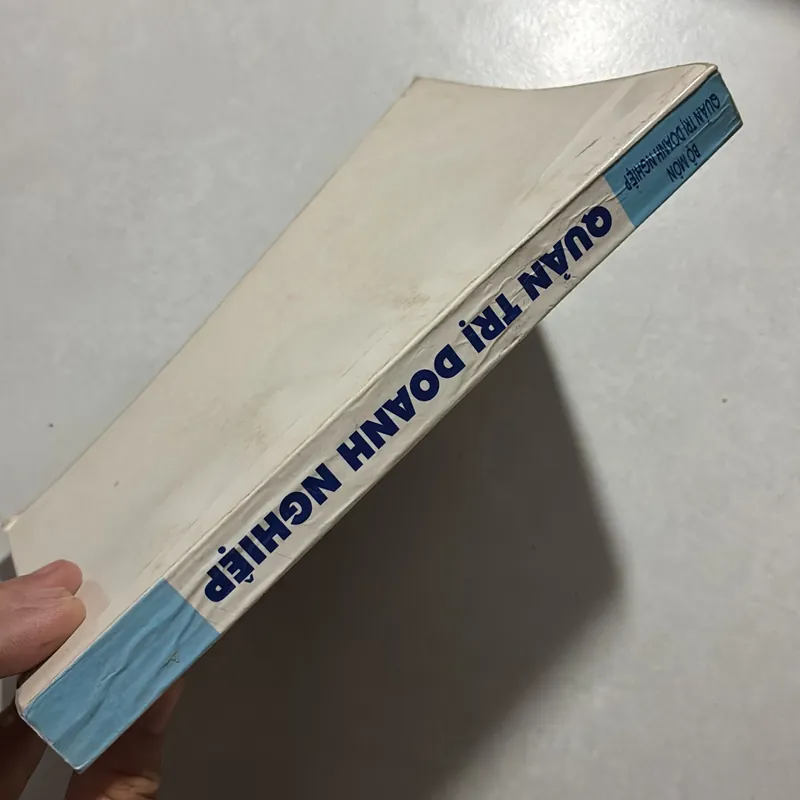 BỘ MÔN
QUẢN TRỊ DOANH NGHIỆP
QUẢN TRỊ DOANH NGHIỆP